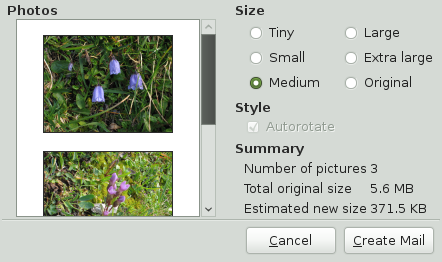 Photos
Size
Tiny
Large
Small
Extra large
Medium
Original
Style
Autorotate
Summary
Number of pictures 3
Total original size 5.6 MB
Estimated new size 371.5 KB
Cancel
Create Mail